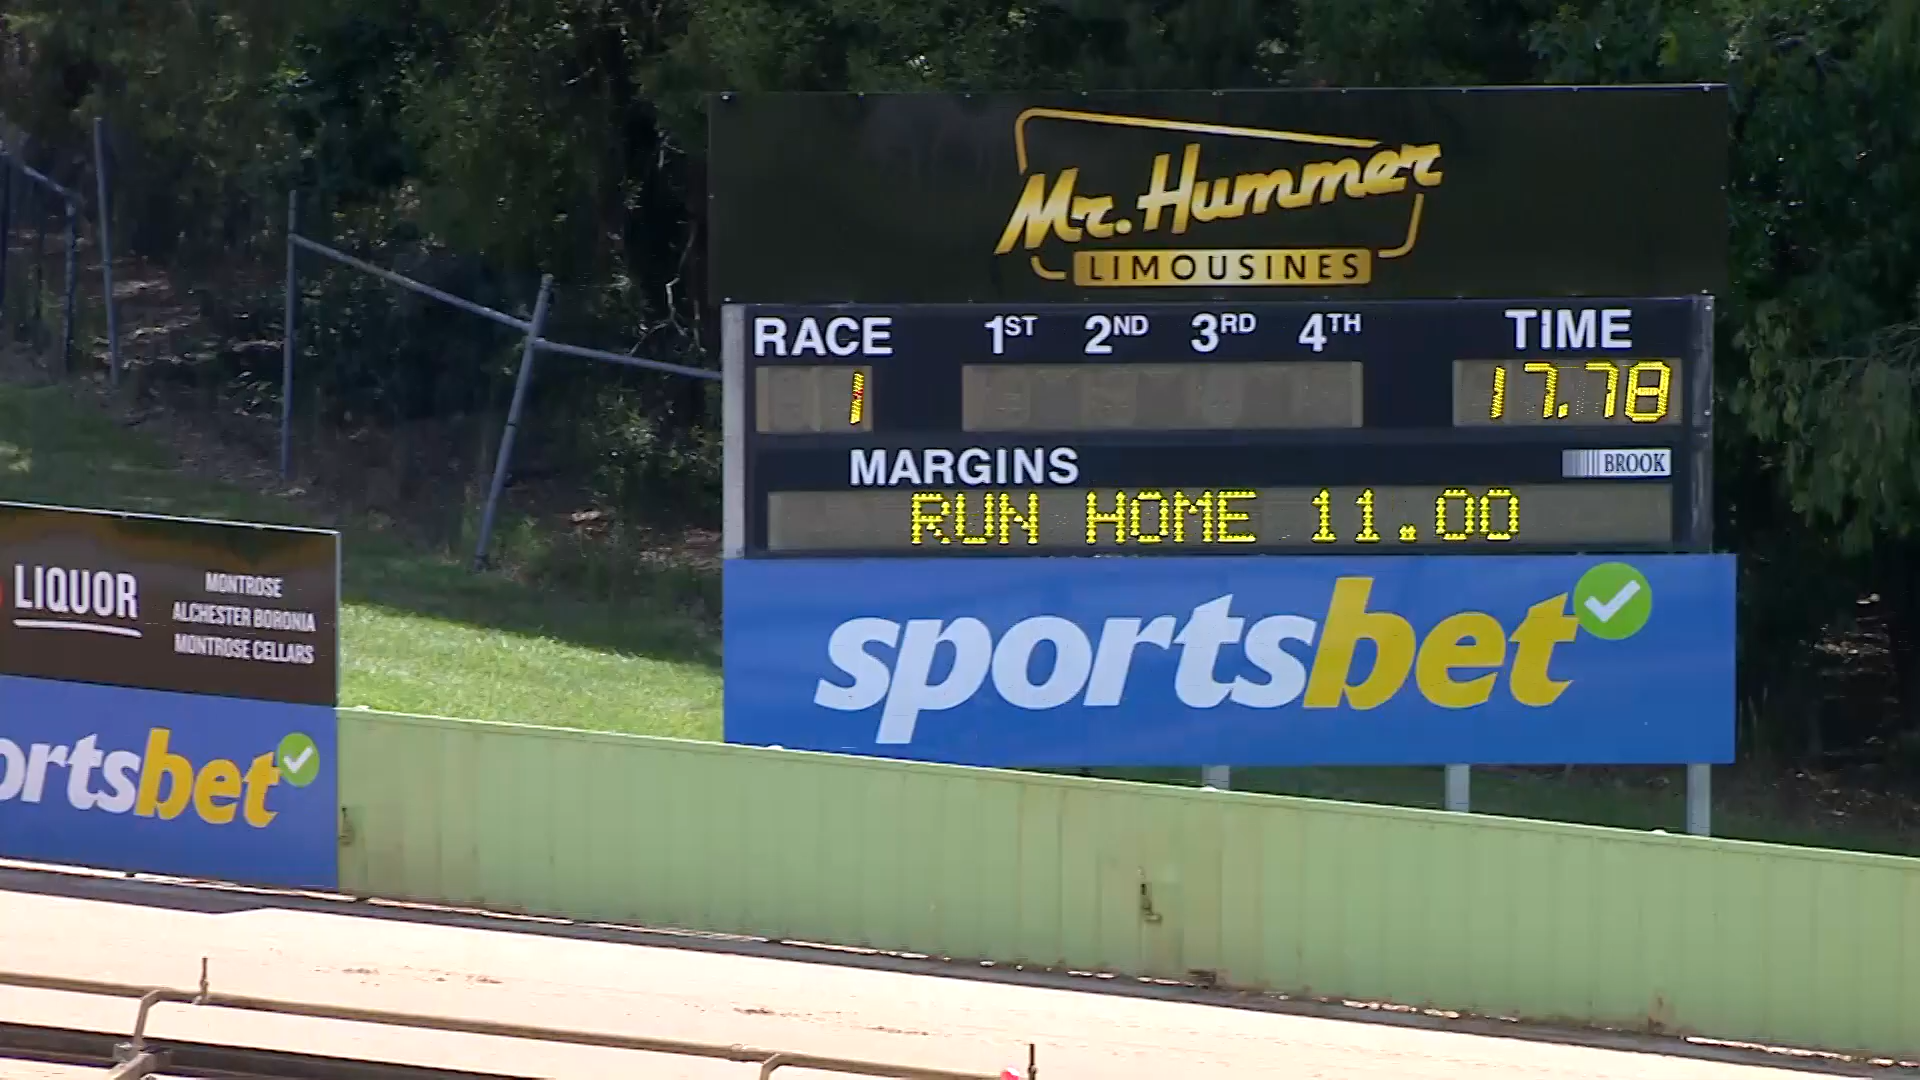 Mr. Hummer
LIMOUSINES
RACE 1ST 2ND 3RD 4TH TIME
1 17.78
MARGINS BROOK
RUN HOME 11.00
sportsbet
LIQUOR
MONTROSE
ALCHESTER BORONIA
MONTROSE CELLARS
ortsbet